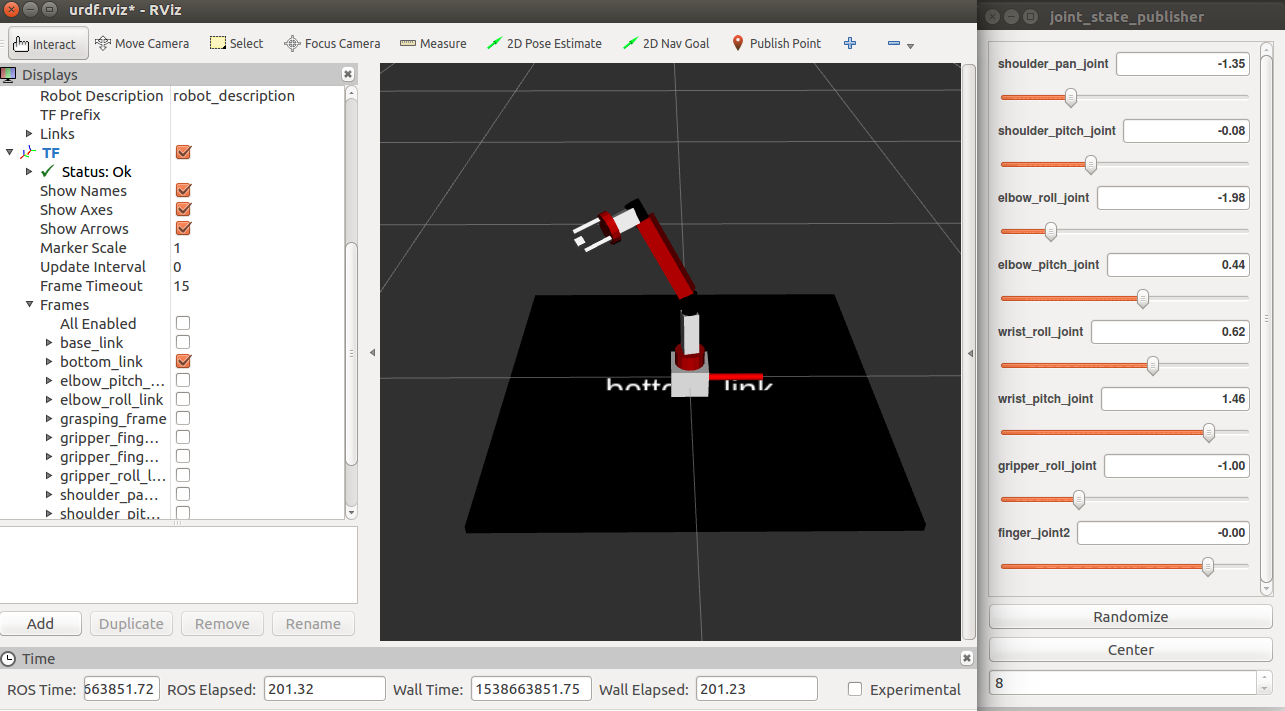 urdf.rviz* - RViz
Interact Move Camera Select Focus Camera Measure 2D Pose Estimate 2D Nav Goal Publish Point
Displays
Robot Description robot_description
TF Prefix
Links
TF
Status: Ok
Show Names
Show Axes
Show Arrows
Marker Scale 1
Update Interval 0
Frame Timeout 15
Frames
All Enabled
base_link
bottom_link
elbow_pitch_...
elbow_roll_link
grasping_frame
gripper_fing...
gripper_fing...
gripper_roll_l...
shoulder_pa...
shoulder_pit...
Add Duplicate Remove Rename
Time
ROS Time: 563851.72 ROS Elapsed: 201.32 Wall Time: 1538663851.75 Wall Elapsed: 201.23 Experimental
joint_state_publisher
shoulder_pan_joint -1.35
shoulder_pitch_joint -0.08
elbow_roll_joint -1.98
elbow_pitch_joint 0.44
wrist_roll_joint 0.62
wrist_pitch_joint 1.46
gripper_roll_joint -1.00
finger_joint2 -0.00
Randomize
Center
8